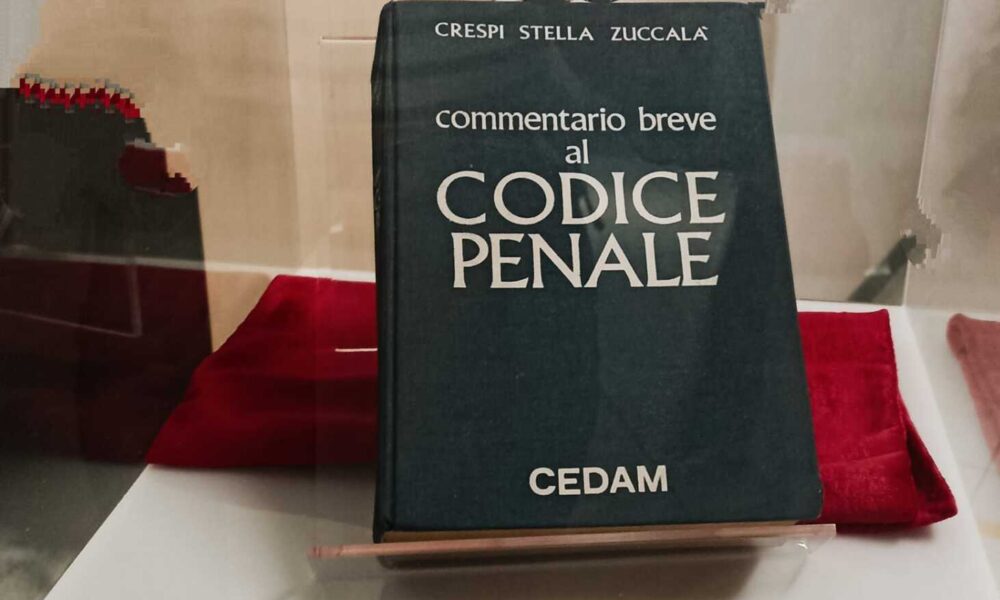 CRESPI STELLA ZUCCALÀ
commentario breve
al
CODICE
PENALE
CEDAM